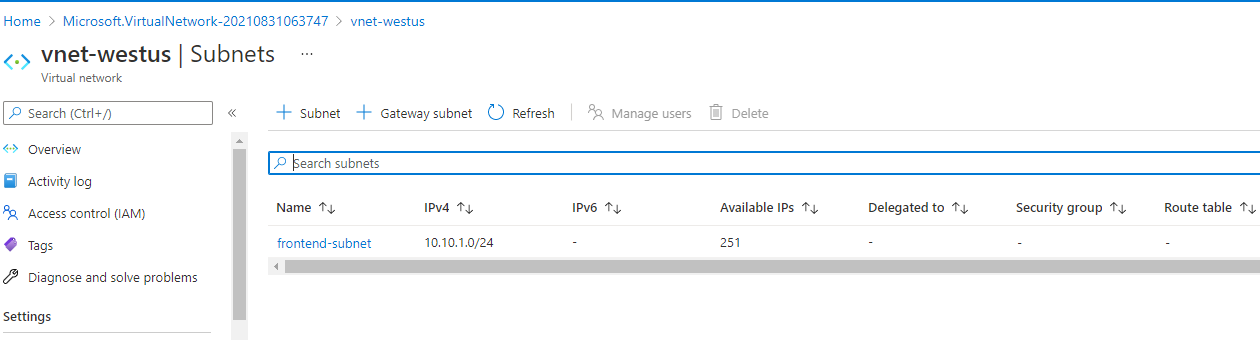 Home > Microsoft.VirtualNetwork-20210831063747 > vnet-westus
vnet-westus | Subnets ...
Virtual network
Search (Ctrl+/) «
+ Subnet + Gateway subnet Refresh Manage users Delete
Overview
Activity log
Access control (IAM)
Tags
Diagnose and solve problems
Settings
Search subnets
Name ↑↓ IPv4 ↑↓ IPv6 ↑↓ Available IPs ↑↓ Delegated to ↑↓ Security group ↑↓ Route table ↑↓
frontend-subnet 10.10.1.0/24 - 251 - - -